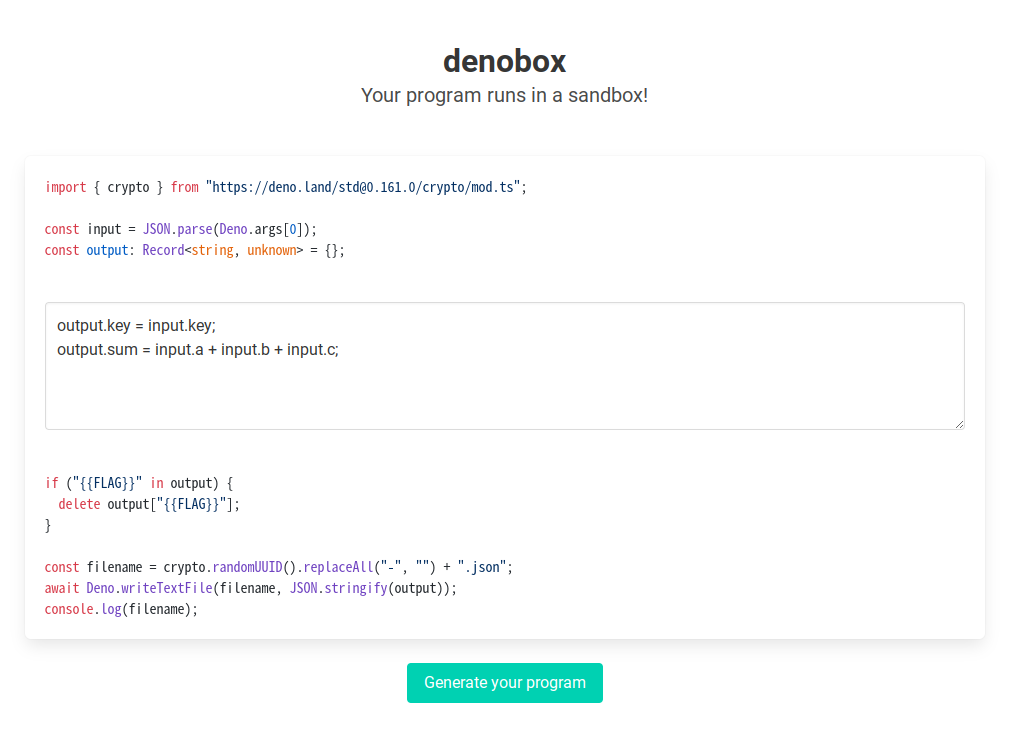 denobox
Your program runs in a sandbox!
import { crypto } from "https://deno.land/std@0.161.0/crypto/mod.ts";
const input = JSON.parse(Deno.args[0]);
const output: Record<string, unknown> = {};
output.key = input.key;
output.sum = input.a + input.b + input.c;
if ("{{FLAG}}" in output) {
  delete output["{{FLAG}}"];
}
const filename = crypto.randomUUID().replaceAll("-", "") + ".json";
await Deno.writeTextFile(filename, JSON.stringify(output));
console.log(filename);
Generate your program